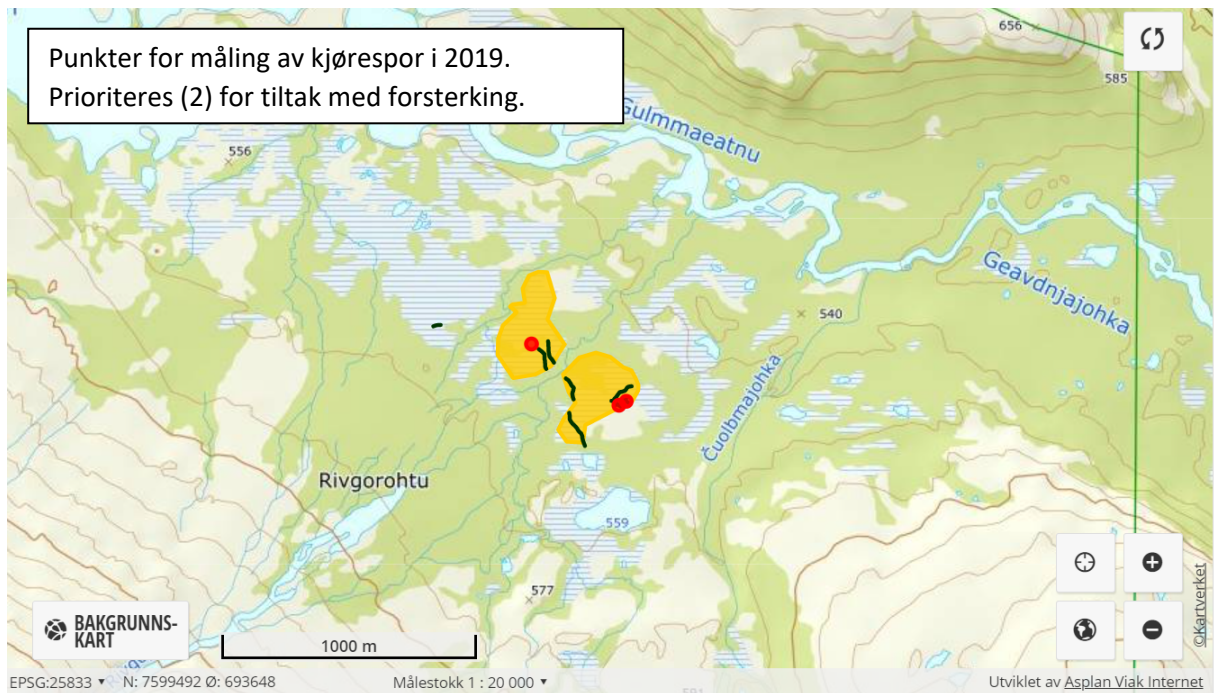 Punkter for måling av kjørespor i 2019.
Prioriteres (2) for tiltak med forsterking.
656
585
Gulmmaeatnu
556
Geavdnjajohka
540
Čuolbmajohka
Rivgorohtu
559
577
BAKGRUNNS-
KART
1000 m
©Kartverket
EPSG:25833 ▾ N: 7599492 Ø: 693648 Målestokk 1 : 20 000 ▾ Utviklet av Asplan Viak Internet